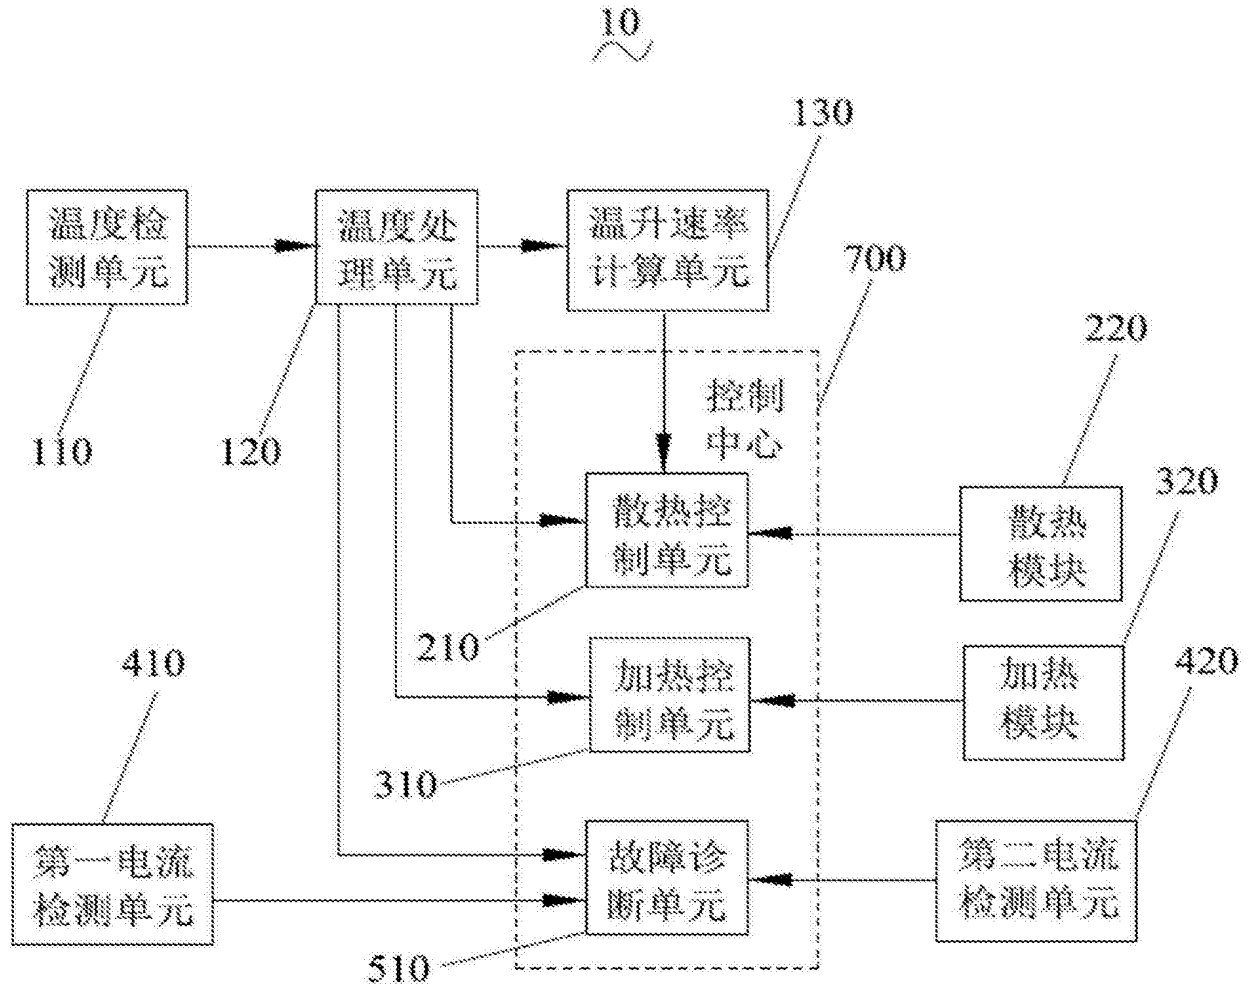 10
130
温度检
测单元
温度处
理单元
温升速率
计算单元
700
220
110
120
控制
中心
320
散热控
制单元
散热
模块
210
410
加热控
制单元
加热
模块
420
310
第一电流
检测单元
故障诊
断单元
第二电流
检测单元
510